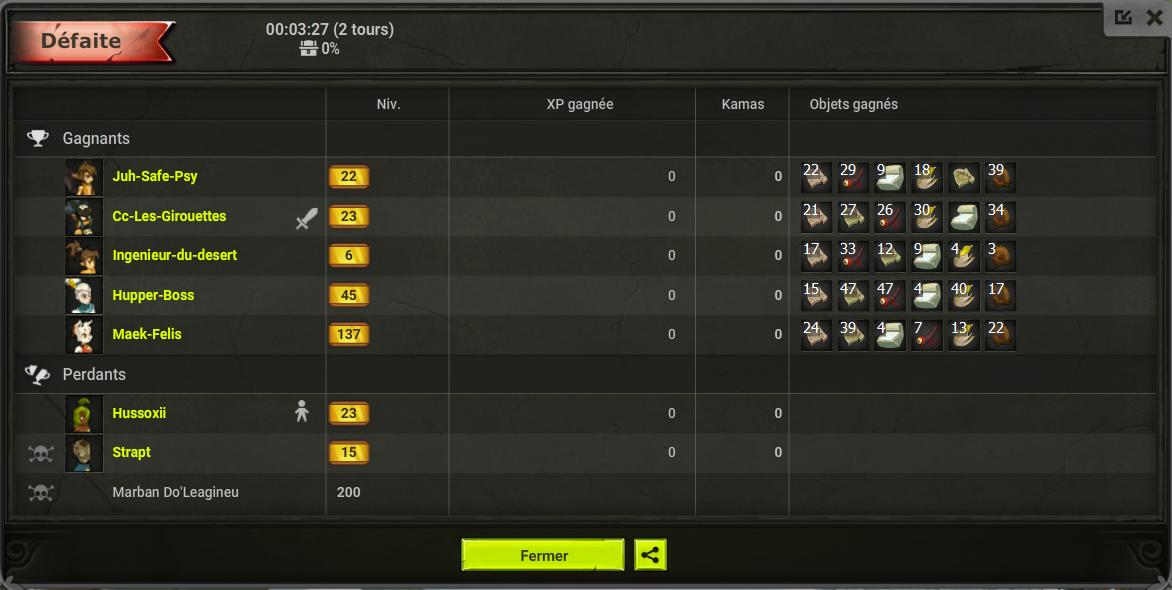 Défaite
00:03:27 (2 tours)
0%
Niv. XP gagnée Kamas Objets gagnés
Gagnants
Juh-Safe-Psy 22 0 0 22 29 9 18 39
Cc-Les-Girouettes 23 0 0 21 27 26 30 34
Ingenieur-du-desert 6 0 0 17 33 12 9 4 3
Hupper-Boss 45 0 0 15 47 47 4 40 17
Maek-Felis 137 0 0 24 39 4 7 13 22
Perdants
Hussoxii 23 0 0
Strapt 15 0 0
Marban Do'Leagineu 200
Fermer